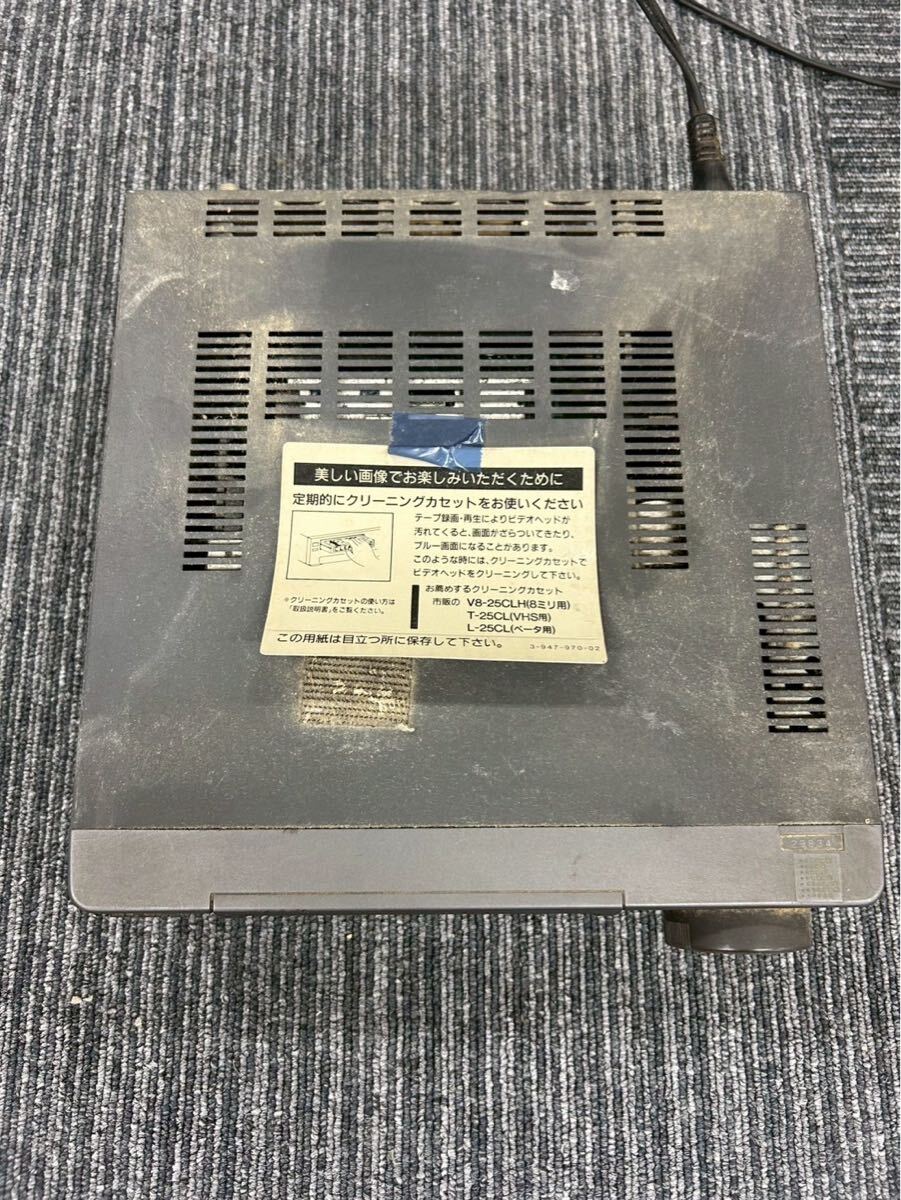 美しい画像でお楽しみいただくために
定期的にクリーニングカセットをお使いください
テープ録画・再生によりビデオヘッドが
汚れてくると、画面がざらついてきたり、
ブルー画面になることがあります。
このような時には、クリーニングカセットで
ビデオヘッドをクリーニングして下さい。
※クリーニングカセットの使い方は
「取扱説明書」をご覧ください。
お薦めするクリーニングカセット
市販の V8-25CLH(8ミリ用)
T-25CL(VHS用)
L-25CL(ベータ用)
この用紙は目立つ所に保存して下さい。
3-947-970-02